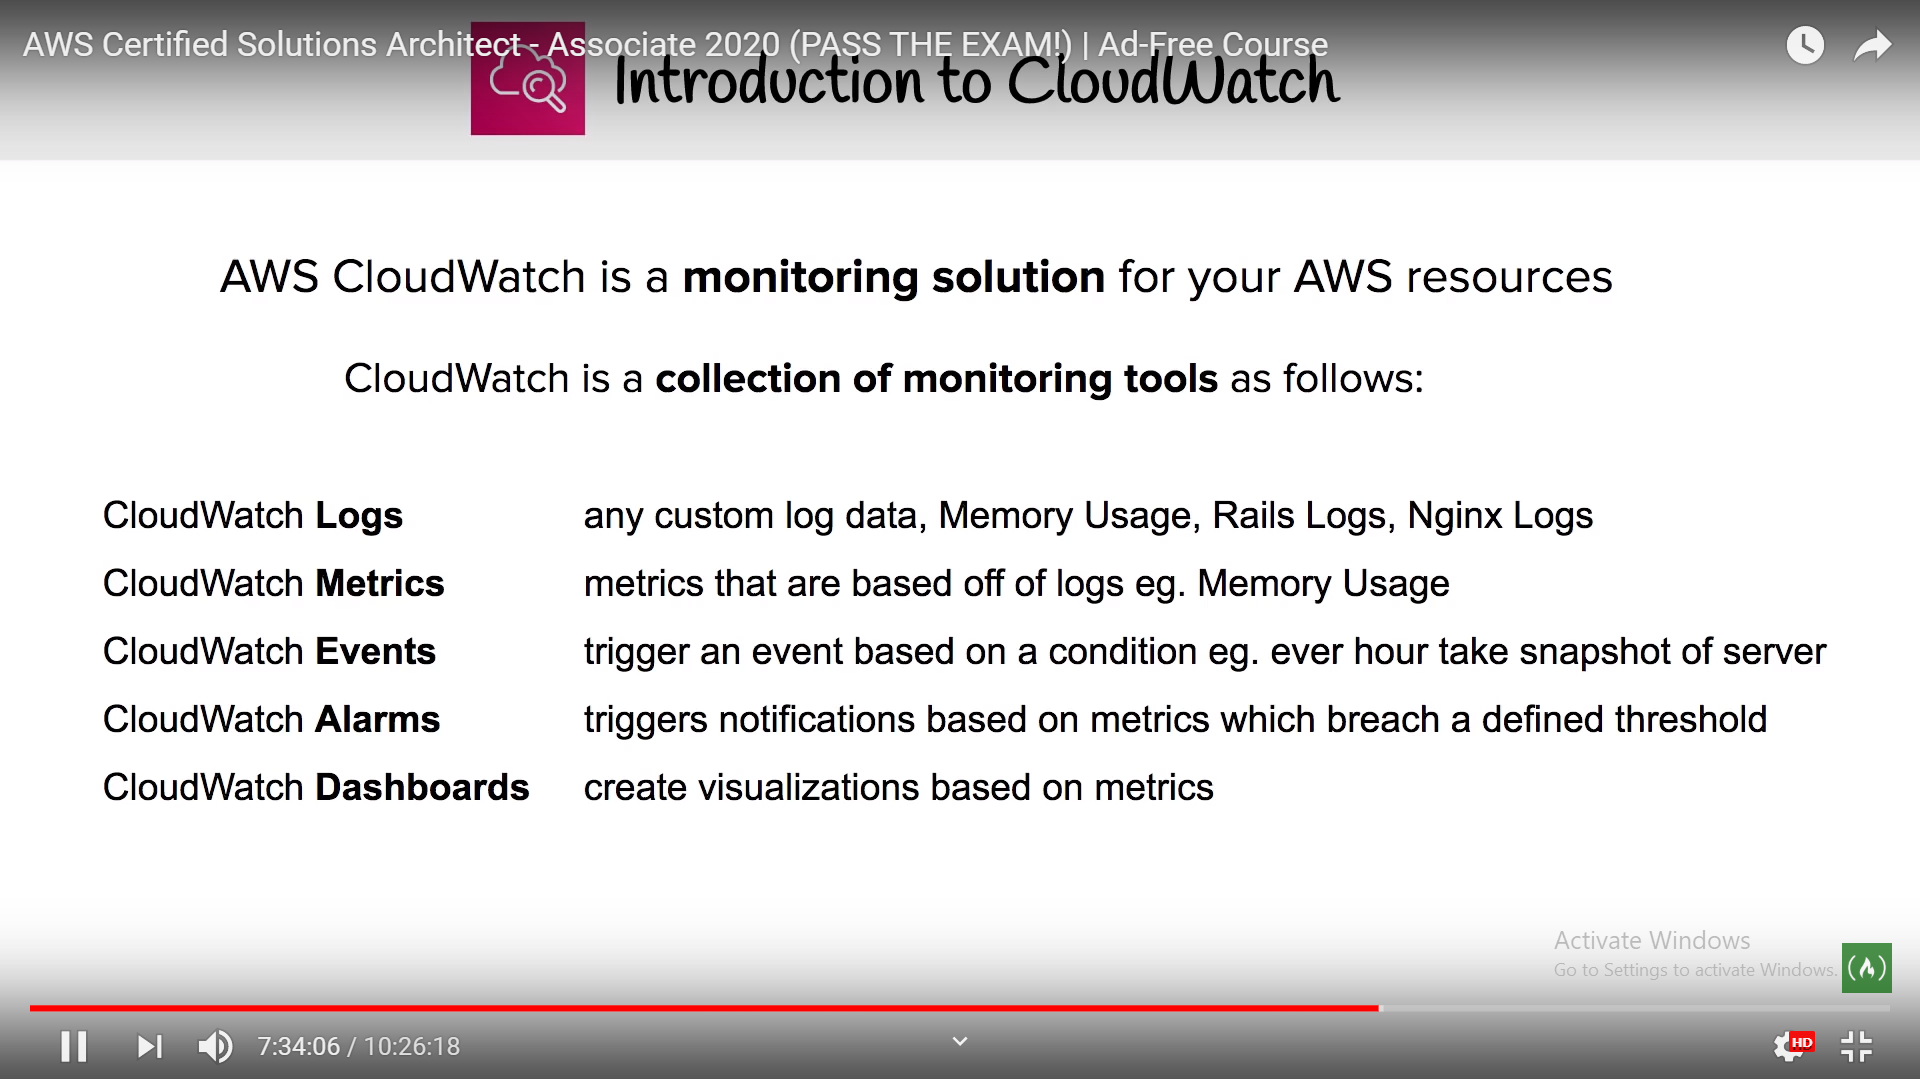 AWS Certified Solutions Architect - Associate 2020 (PASS THE EXAM!) | Ad-Free Course
Introduction to CloudWatch
AWS CloudWatch is a monitoring solution for your AWS resources
CloudWatch is a collection of monitoring tools as follows:
CloudWatch Logs any custom log data, Memory Usage, Rails Logs, Nginx Logs
CloudWatch Metrics metrics that are based off of logs eg. Memory Usage
CloudWatch Events trigger an event based on a condition eg. ever hour take snapshot of server
CloudWatch Alarms triggers notifications based on metrics which breach a defined threshold
CloudWatch Dashboards create visualizations based on metrics
Activate Windows
Go to Settings to activate Windows.
7:34:06 / 10:26:18
HD